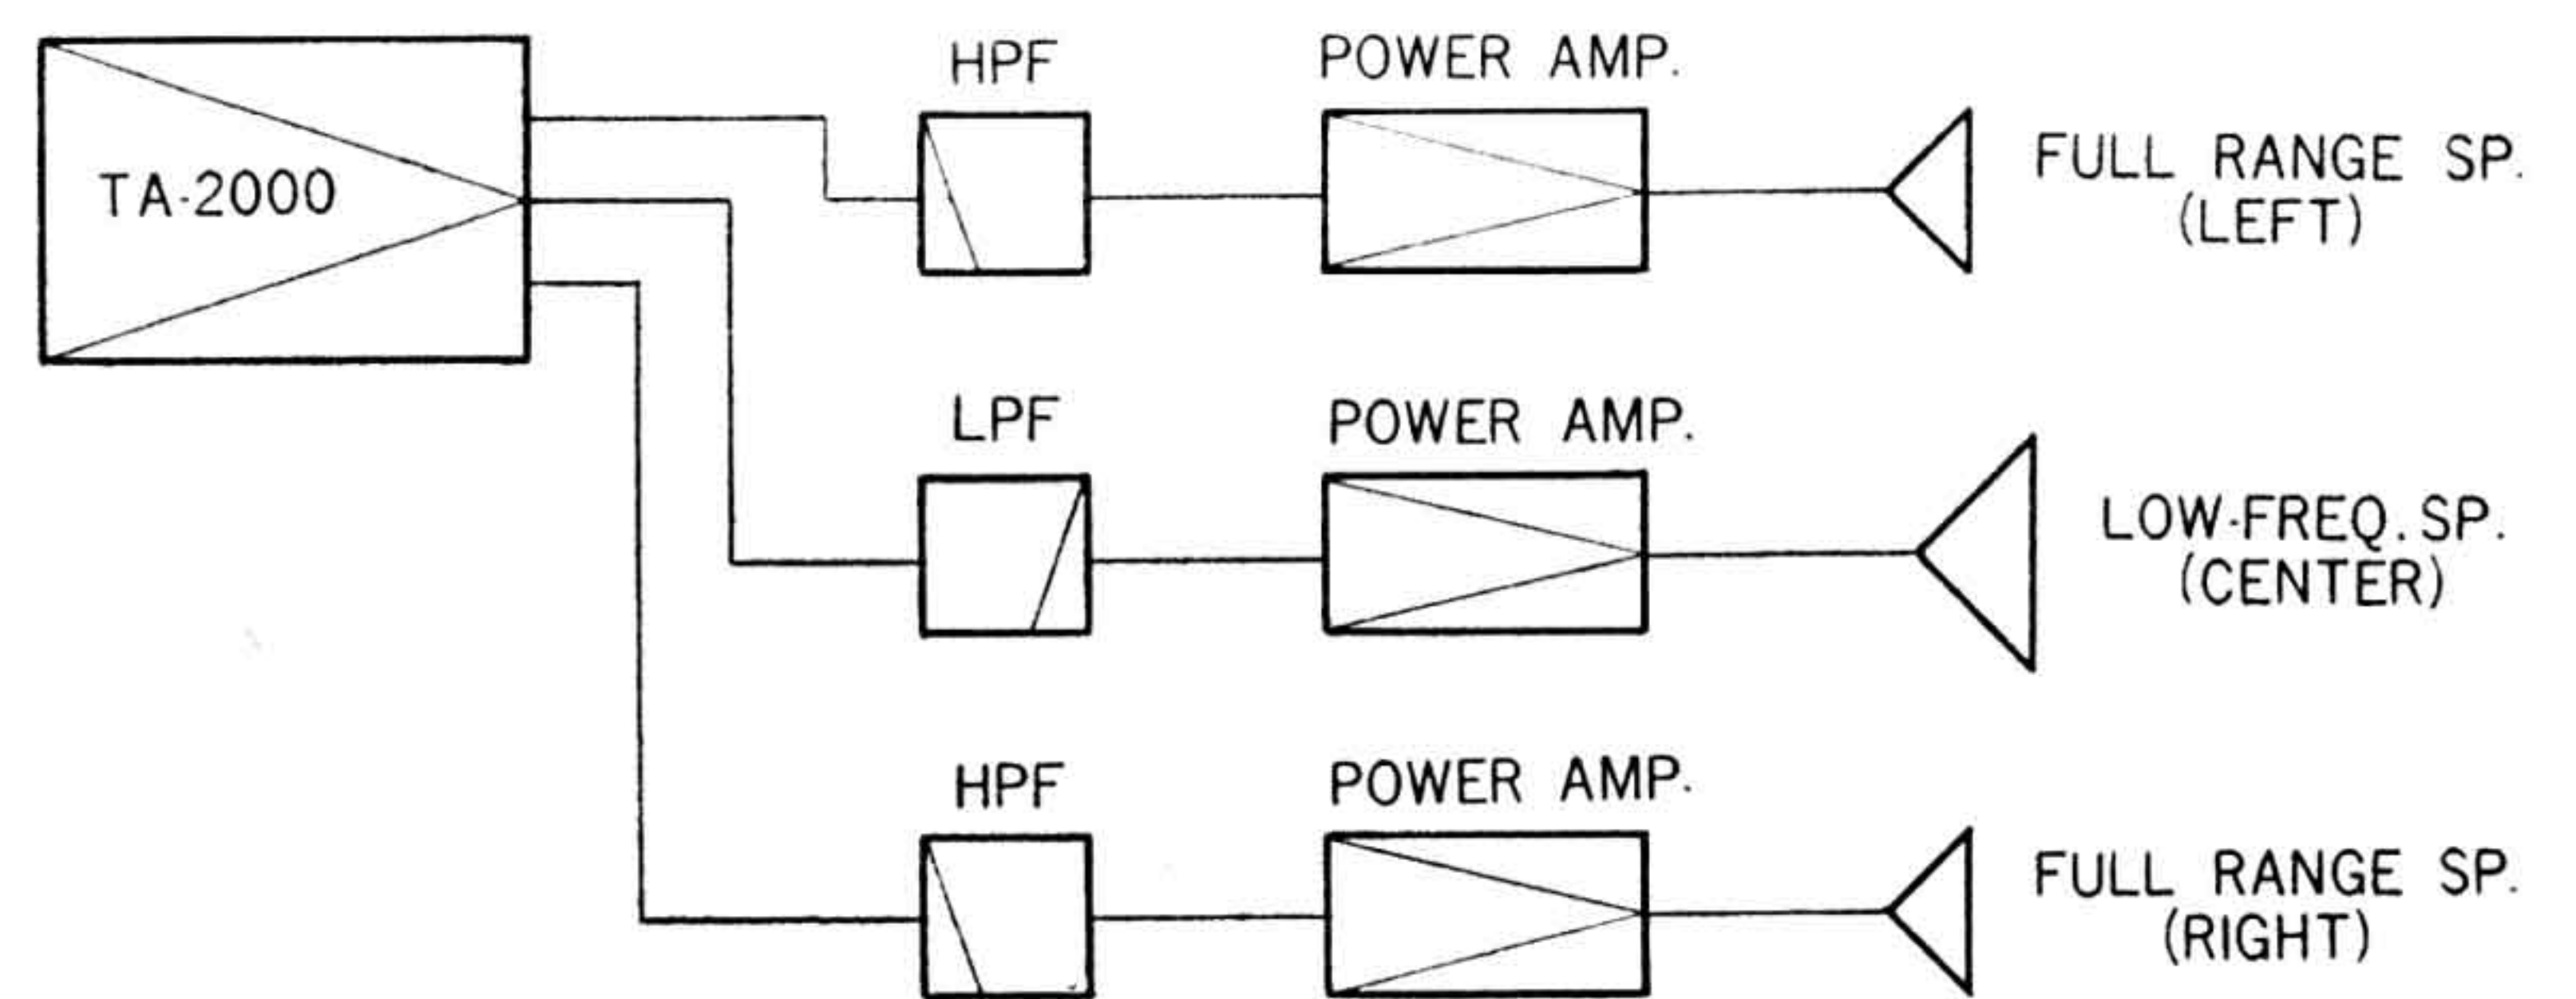 TA-2000
HPF
POWER AMP.
FULL RANGE SP.
(LEFT)
LPF
POWER AMP.
LOW-FREQ. SP.
(CENTER)
HPF
POWER AMP.
FULL RANGE SP.
(RIGHT)